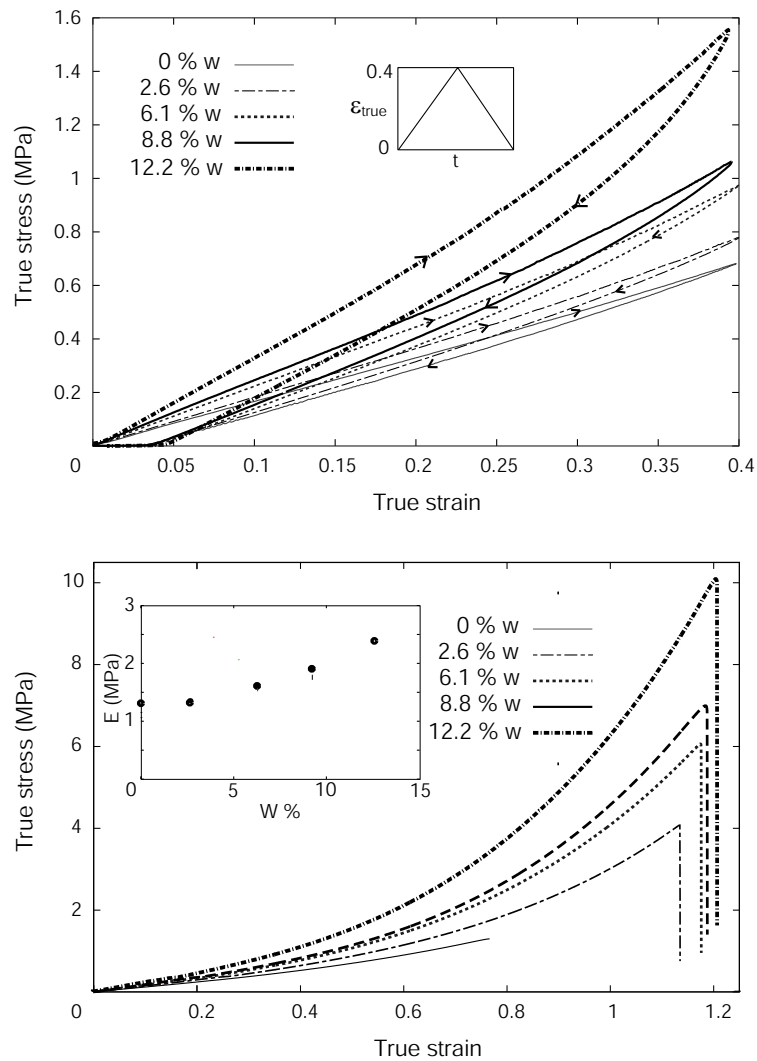 1.6
1.4
1.2
1
0.8
0.6
0.4
0.2
True stress (MPa)
0 % w
2.6 % w
6.1 % w
8.8 % w
12.2 % w
0.4
εtrue
0
t
0 0.05 0.1 0.15 0.2 0.25 0.3 0.35 0.4
True strain
10
8
6
4
2
True stress (MPa)
3
2
1
E (MPa)
0 5 10 15
W %
0 % w
2.6 % w
6.1 % w
8.8 % w
12.2 % w
0 0.2 0.4 0.6 0.8 1 1.2
True strain